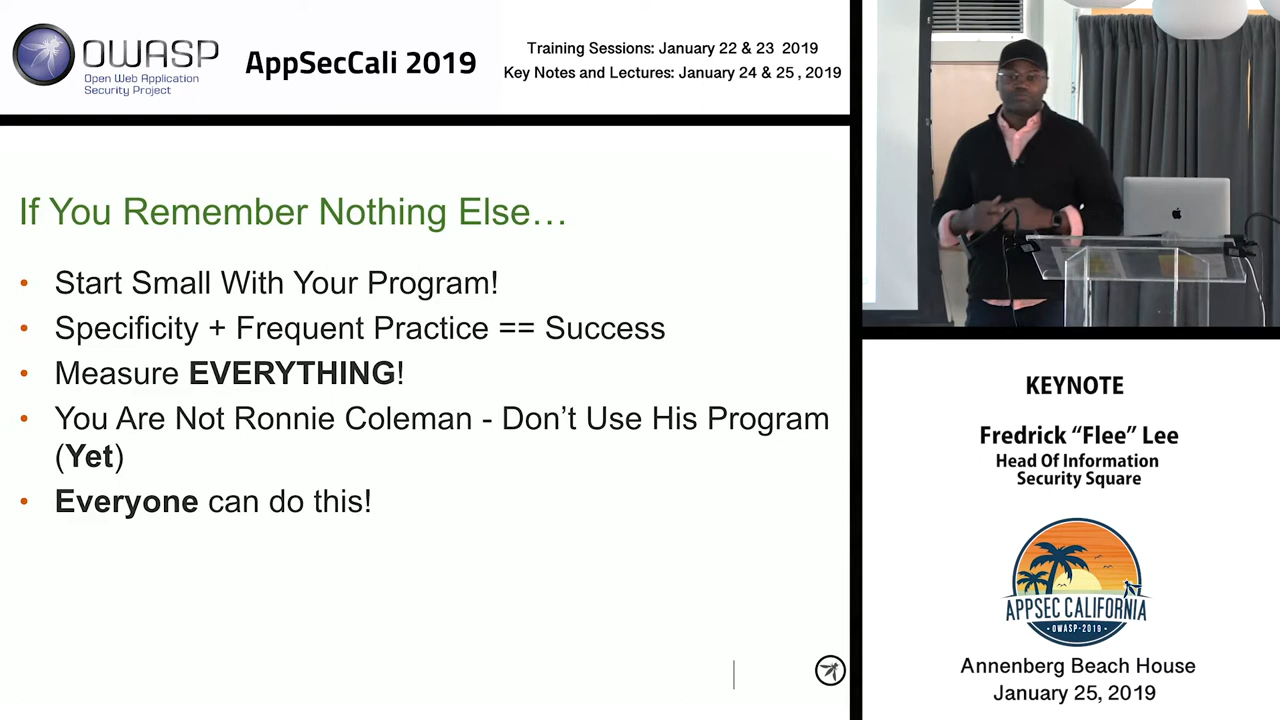 OWASP
Open Web Application
Security Project
AppSecCali 2019
Training Sessions: January 22 & 23 2019
Key Notes and Lectures: January 24 & 25 , 2019
If You Remember Nothing Else…
• Start Small With Your Program!
• Specificity + Frequent Practice == Success
• Measure EVERYTHING!
• You Are Not Ronnie Coleman - Don’t Use His Program
(Yet)
• Everyone can do this!
KEYNOTE
Fredrick “Flee” Lee
Head Of Information
Security Square
APPSEC CALIFORNIA
• OWASP-2019 •
Annenberg Beach House
January 25, 2019